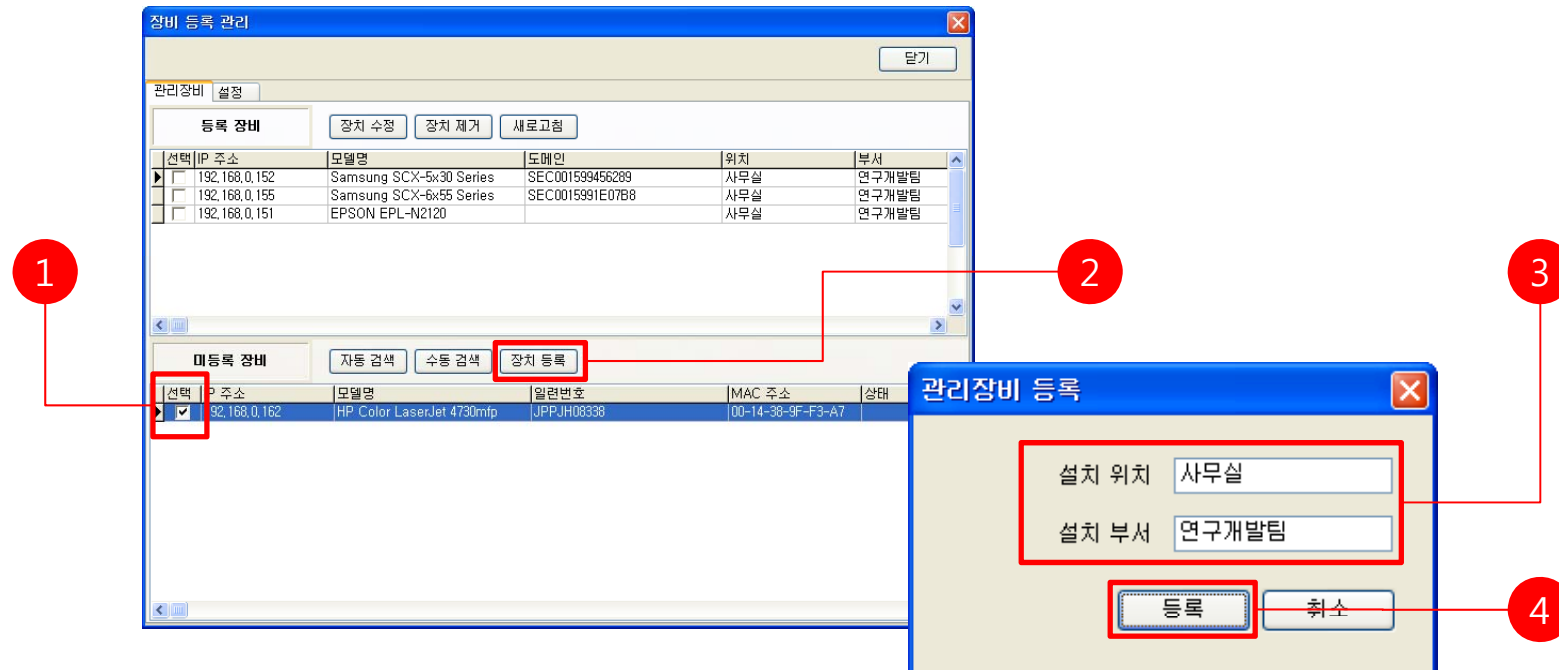 장비 등록 관리
닫기
관리장비 설정
등록 장비 장치 수정 장치 제거 새로고침
선택 IP 주소 모델명 도메인 위치 부서
192,168,0,152 Samsung SCX-5x30 Series SEC001599456289 사무실 연구개발팀
192,168,0,155 Samsung SCX-6x55 Series SEC0015991E07B8 사무실 연구개발팀
192,168,0,151 EPSON EPL-N2120 사무실 연구개발팀
1
2
3
미등록 장비 자동 검색 수동 검색 장치 등록
선택 IP 주소 모델명 일련번호 MAC 주소 상태
192,168,0,162 HP Color LaserJet 4730mfp JPPJH08338 00-14-38-9F-F3-A7
관리장비 등록
설치 위치 사무실
설치 부서 연구개발팀
등록 취소
4